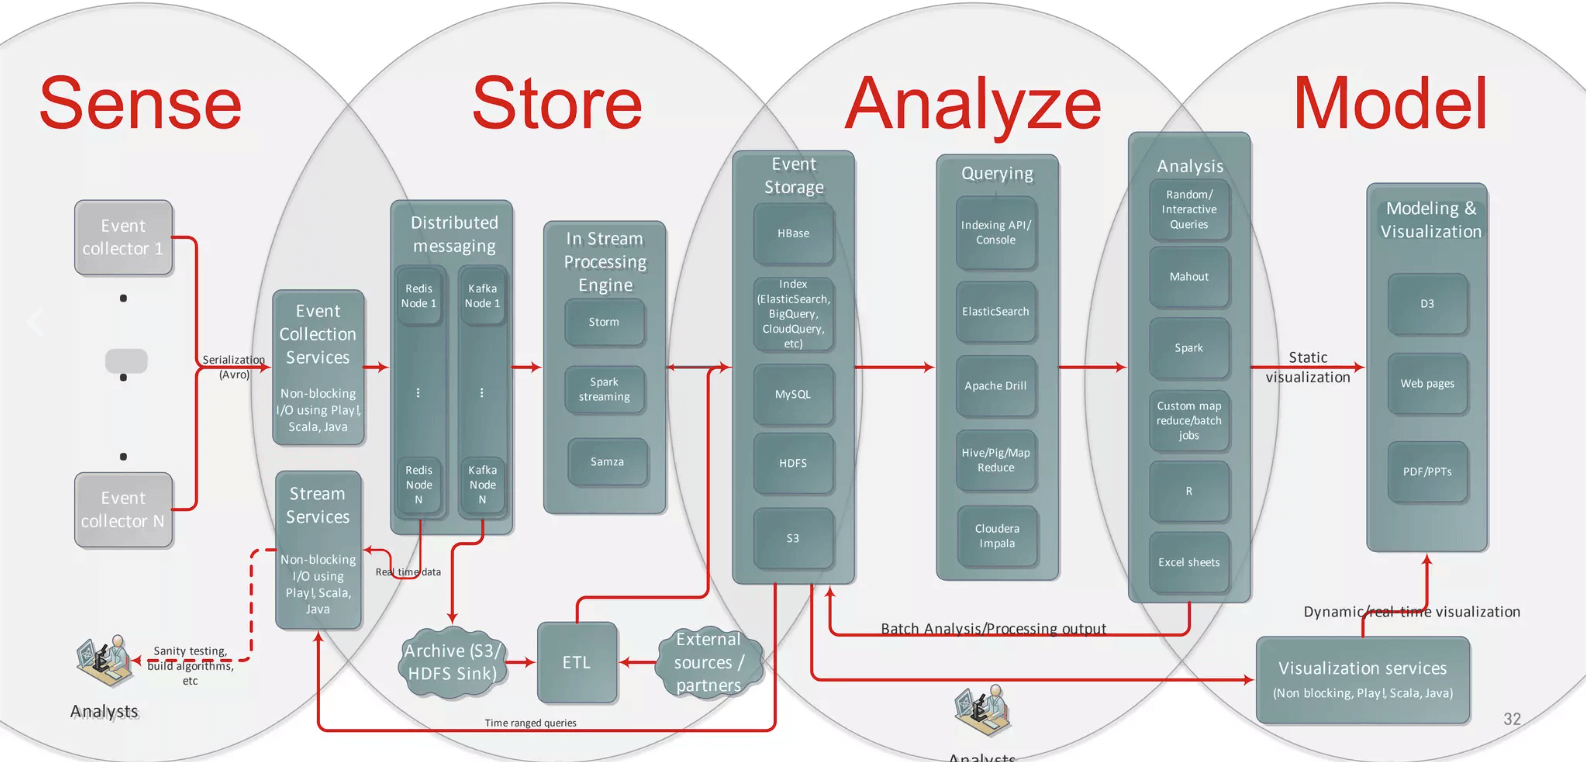 Sense
Store
Analyze
Model
Event
collector 1
Event
collector N
Serialization
(Avro)
Event
Collection
Services
Non-blocking
I/O using Play!,
Scala, Java
Stream
Services
Non-blocking
I/O using
Play!, Scala,
Java
Sanity testing,
build algorithms,
etc
Analysts
Distributed
messaging
Redis
Node 1
Kafka
Node 1
⋮
⋮
Redis
Node
N
Kafka
Node
N
Real time data
In Stream
Processing
Engine
Storm
Spark
streaming
Samza
Archive (S3/
HDFS Sink)
ETL
External
sources /
partners
Time ranged queries
Event
Storage
HBase
Index
(ElasticSearch,
BigQuery,
CloudQuery,
etc)
MySQL
HDFS
S3
Querying
Indexing API/
Console
ElasticSearch
Apache Drill
Hive/Pig/Map
Reduce
Cloudera
Impala
Batch Analysis/Processing output
Analysts
Analysis
Random/
Interactive
Queries
Mahout
Spark
Custom map
reduce/batch
jobs
R
Excel sheets
Static
visualization
Modeling &
Visualization
D3
Web pages
PDF/PPTs
Dynamic/real-time visualization
Visualization services
(Non blocking, Play!, Scala, Java)
32